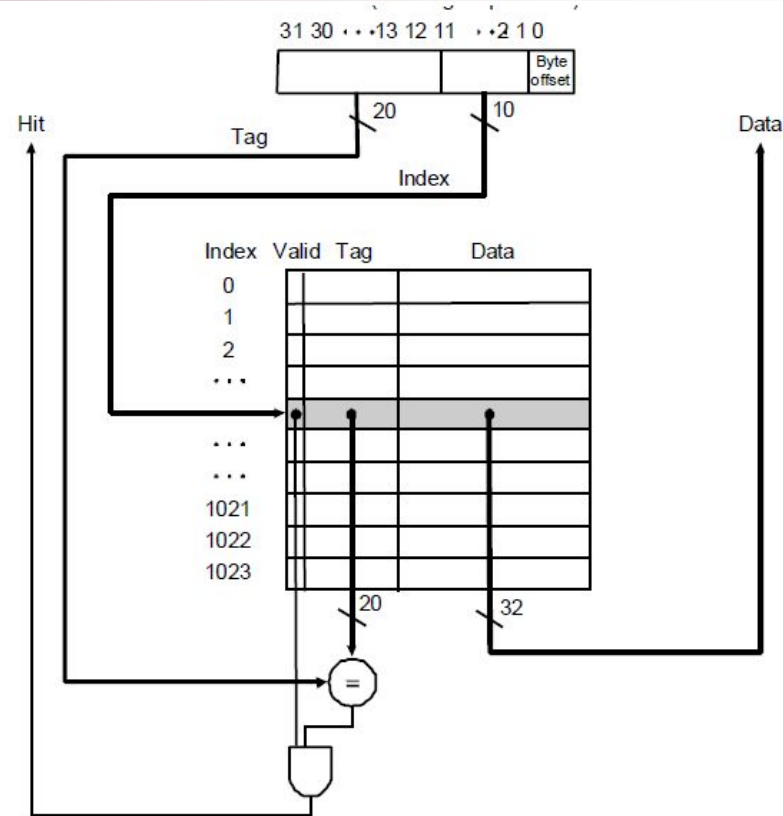 31 30 ···13 12 11 ··2 1 0
Byte
offset
20
10
Hit
Data
Tag
Index
Index Valid Tag Data
0
1
2
···
···
···
1021
1022
1023
20
32
=